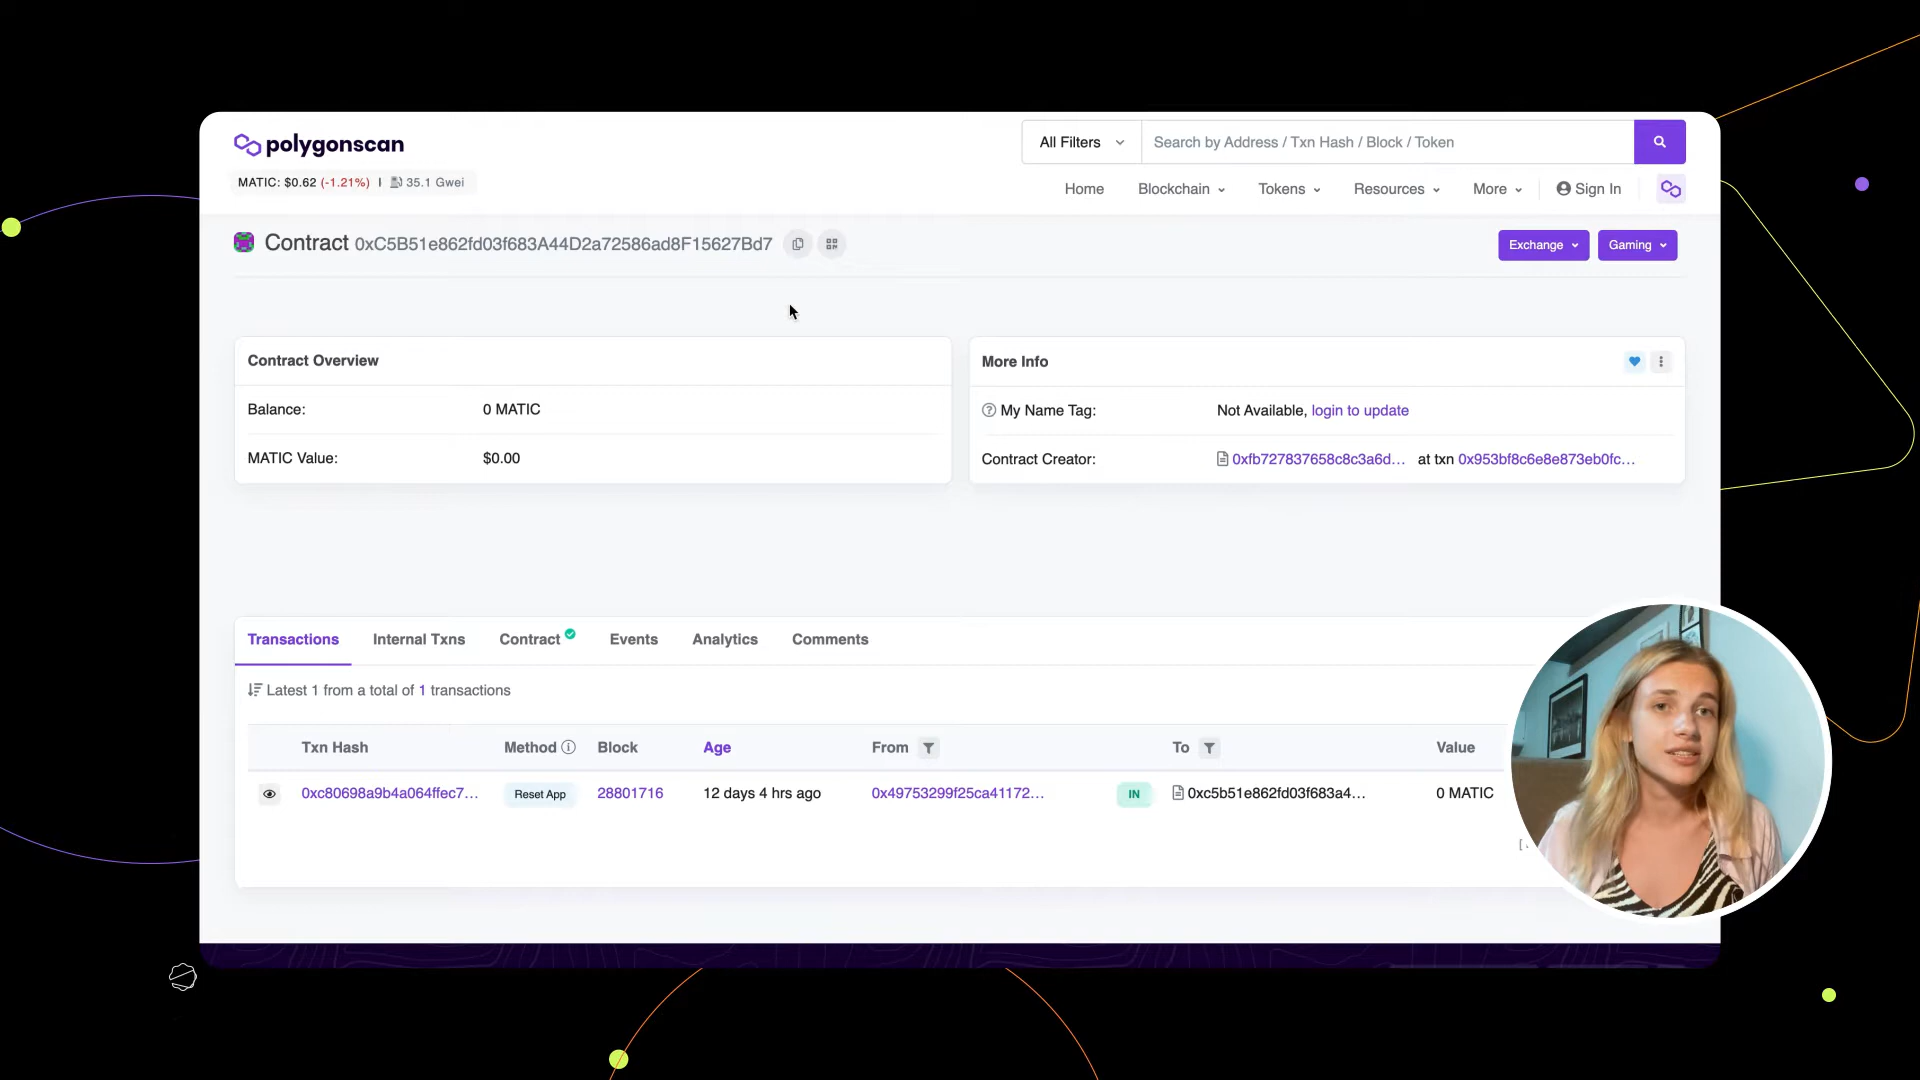 polygonscan
All Filters
Search by Address / Txn Hash / Block / Token
MATIC: $0.62 (-1.21%) | 35.1 Gwei
Home Blockchain Tokens Resources More Sign In
Contract 0xC5B51e862fd03f683A44D2a72586ad8F15627Bd7
Exchange Gaming
Contract Overview
Balance: 0 MATIC
MATIC Value: $0.00
More Info
My Name Tag: Not Available, login to update
Contract Creator: 0xfb727837658c8c3a6d... at txn 0x953bf8c6e8e873eb0fc...
Transactions Internal Txns Contract Events Analytics Comments
Latest 1 from a total of 1 transactions
Txn Hash Method Block Age From To Value
0xc80698a9b4a064ffec7... Reset App 28801716 12 days 4 hrs ago 0x49753299f25ca41172... IN 0xc5b51e862fd03f683a4... 0 MATIC